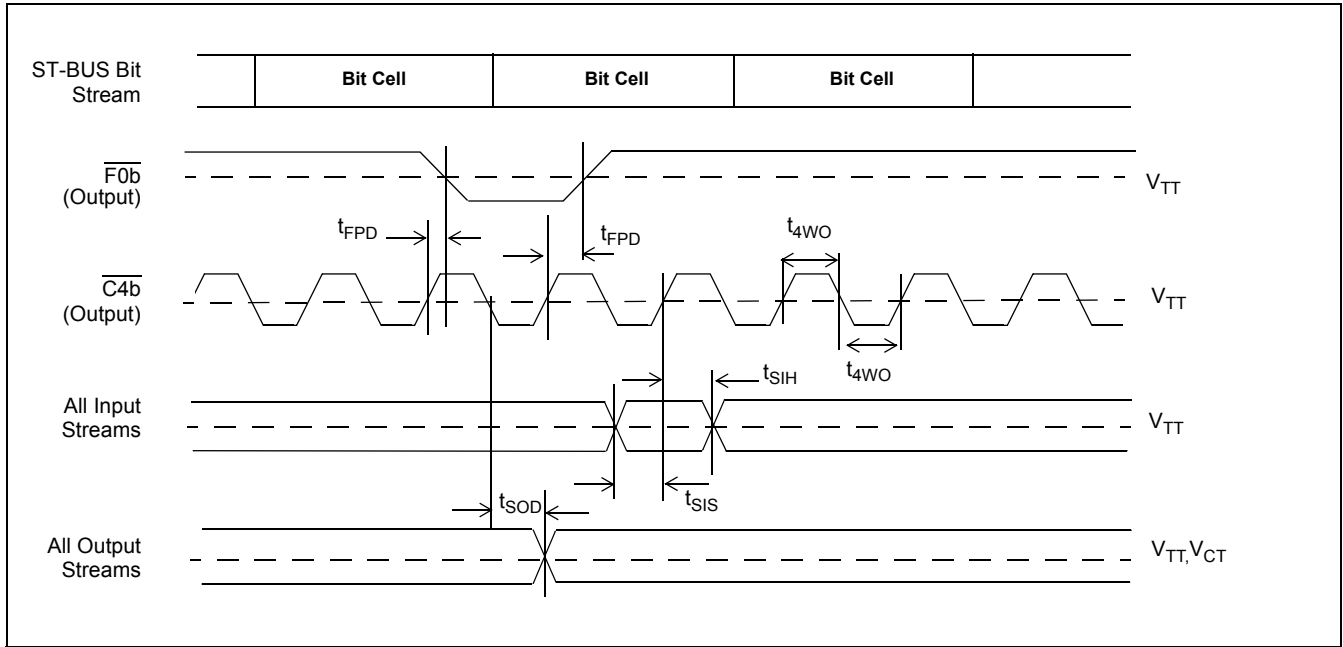 ST-BUS Bit
Stream
Bit Cell
Bit Cell
Bit Cell
F0b
(Output)
VTT
tFPD
tFPD
t4WO
C4b
(Output)
VTT
t4WO
tSIH
All Input
Streams
VTT
tSOD
tSIS
All Output
Streams
VTT,VCT